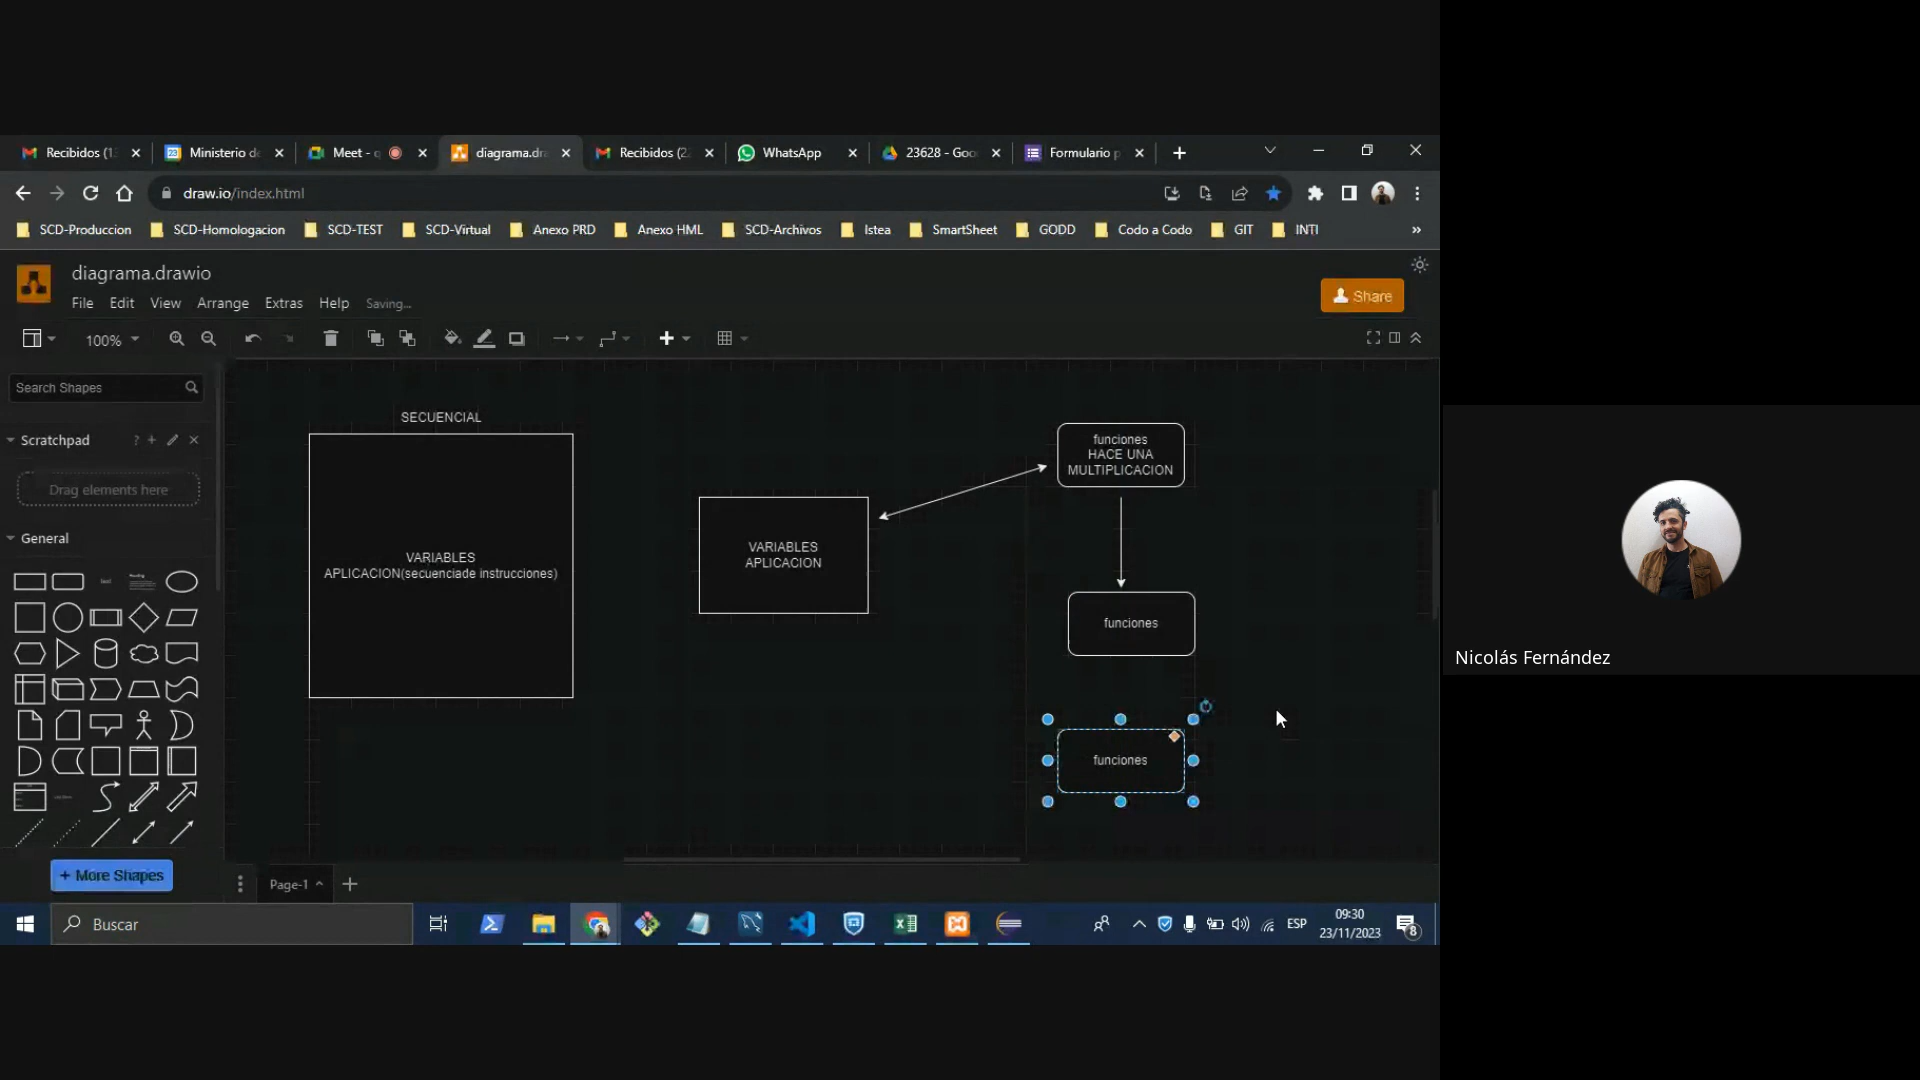 Recibidos (1
Ministerio de
Meet - q
diagrama.dr
Recibidos (2
WhatsApp
23628 - Goo
Formulario p
draw.io/index.html
SCD-Produccion
SCD-Homologacion
SCD-TEST
SCD-Virtual
Anexo PRD
Anexo HML
SCD-Archivos
Istea
SmartSheet
GODD
Codo a Codo
GIT
INTI
»
diagrama.drawio
File
Edit
View
Arrange
Extras
Help
Saving...
Share
100%
Search Shapes
Scratchpad
Drag elements here
General
+ More Shapes
SECUENCIAL
VARIABLES
APLICACION(secuenciade instrucciones)
VARIABLES
APLICACION
funciones
HACE UNA
MULTIPLICACION
funciones
funciones
Page-1
Nicolás Fernández
Buscar
ESP
09:30
23/11/2023
8